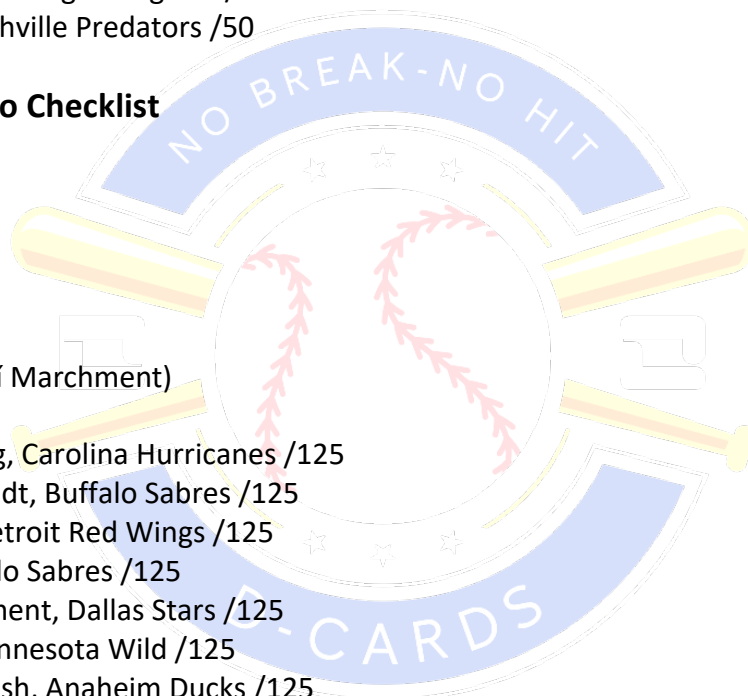 hville Predators /50
o Checklist
í Marchment)
, Carolina Hurricanes /125
dt, Buffalo Sabres /125
etroit Red Wings /125
lo Sabres /125
ment, Dallas Stars /125
nnesota Wild /125
sh, Anaheim Ducks /125
NO BREAK-NO HIT
D-CARDS